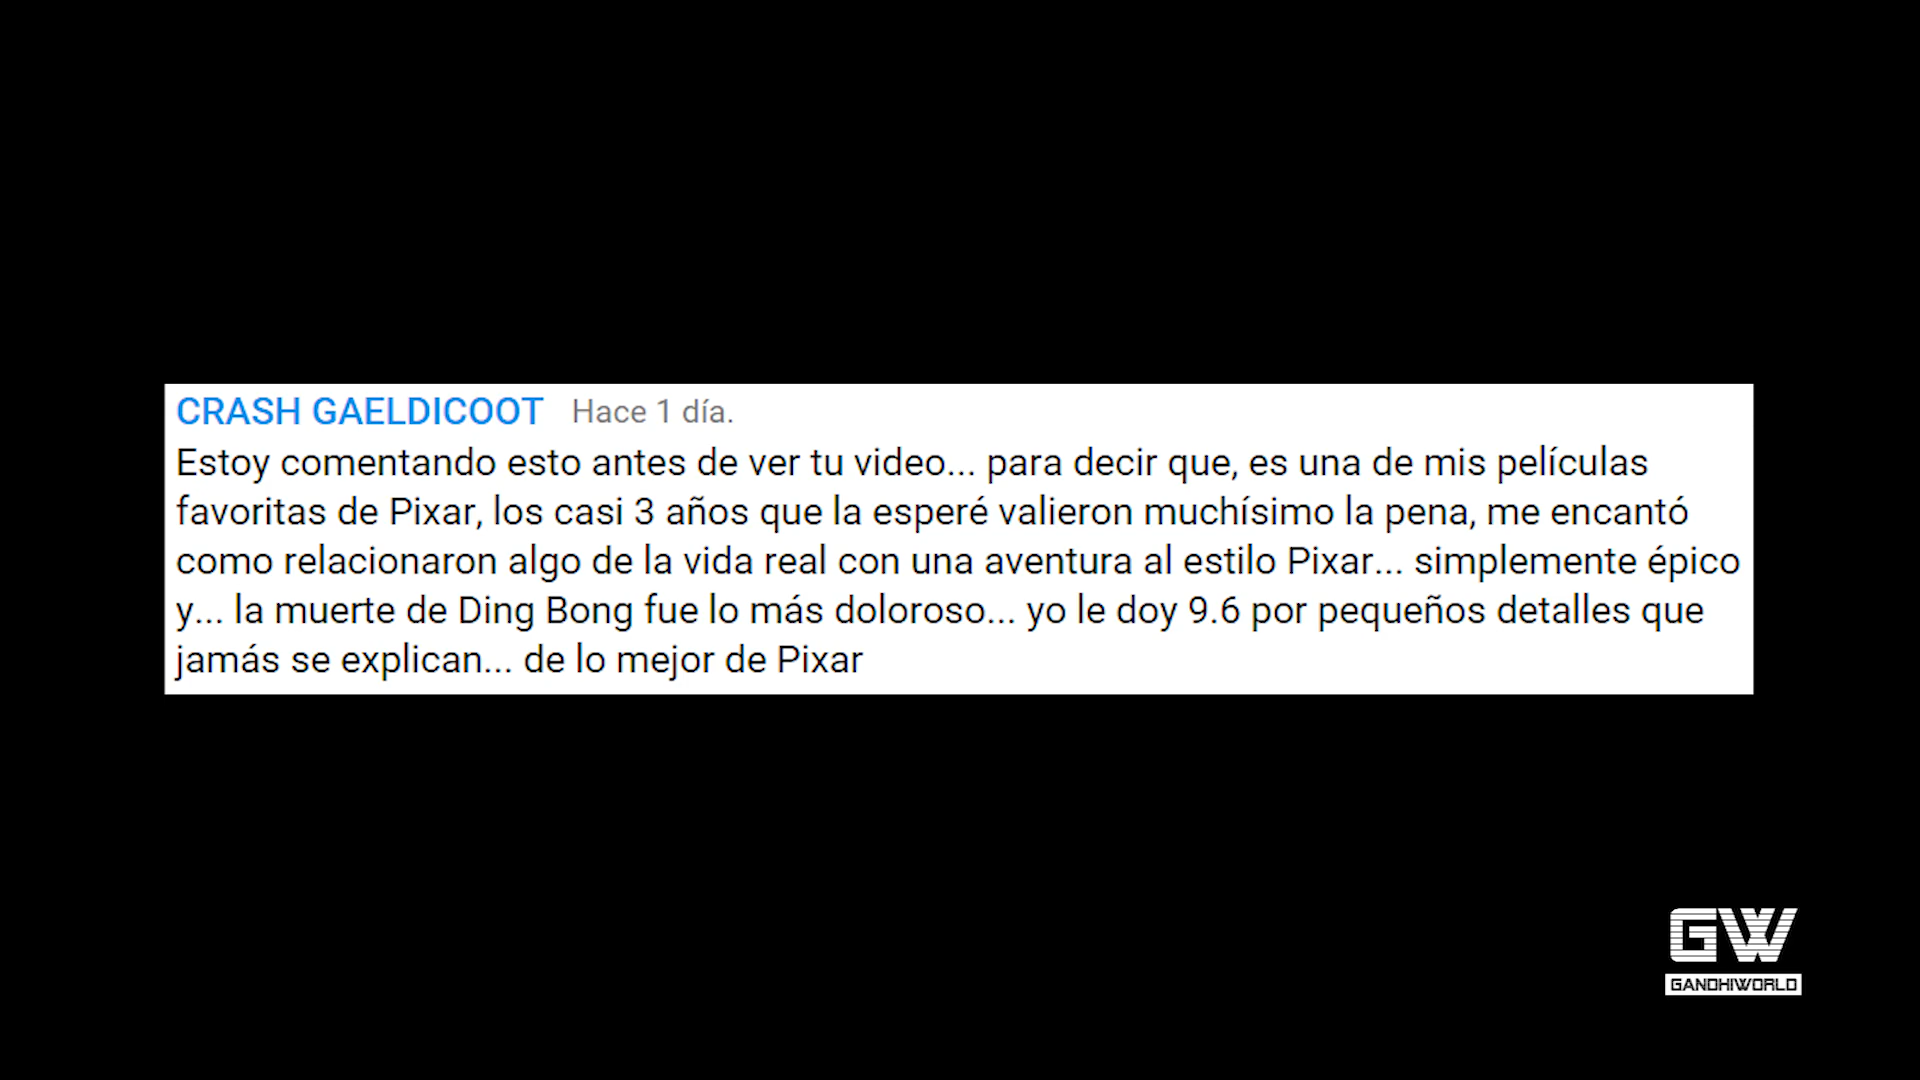 CRASH GAELDICOOT Hace 1 día.
Estoy comentando esto antes de ver tu video... para decir que, es una de mis películas
favoritas de Pixar, los casi 3 años que la esperé valieron muchísimo la pena, me encantó
como relacionaron algo de la vida real con una aventura al estilo Pixar... simplemente épico
y... la muerte de Ding Bong fue lo más doloroso... yo le doy 9.6 por pequeños detalles que
jamás se explican... de lo mejor de Pixar
GW
GANDHIWORLD